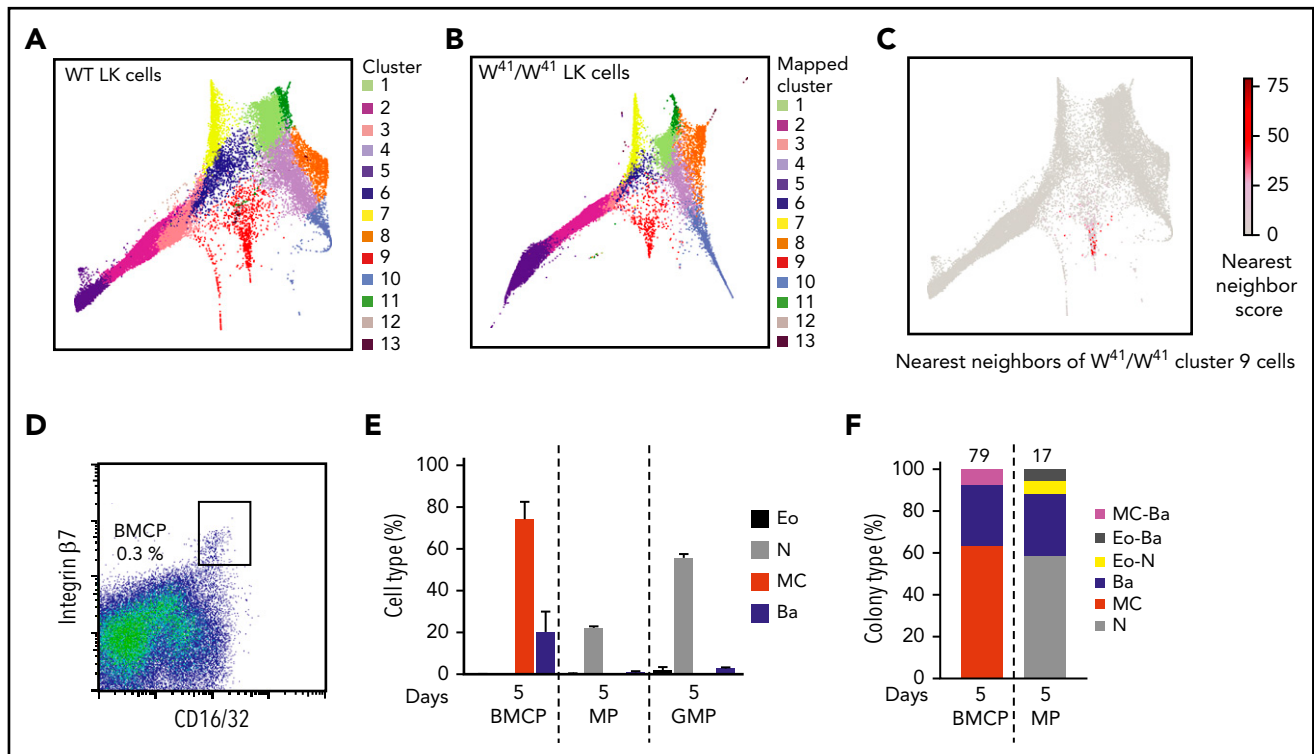 A
WT LK cells
Cluster
1
2
3
4
5
6
7
8
9
10
11
12
13
B
W⁴¹/W⁴¹ LK cells
Mapped
cluster
1
2
3
4
5
6
7
8
9
10
11
12
13
C
75
50
25
0
Nearest
neighbor
score
Nearest neighbors of W⁴¹/W⁴¹ cluster 9 cells
D
BMCP
0.3 %
Integrin β7
CD16/32
E
100
80
60
40
20
0
Cell type (%)
Days
5
5
5
BMCP
MP
GMP
Eo
N
MC
Ba
F
79
17
100
80
60
40
20
0
Colony type (%)
Days
5
5
BMCP
MP
MC-Ba
Eo-Ba
Eo-N
Ba
MC
N